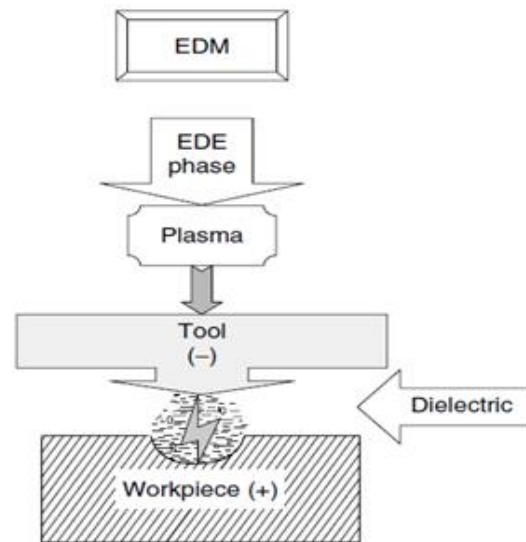 EDM
EDE
phase
Plasma
Tool
(–)
Dielectric
Workpiece (+)